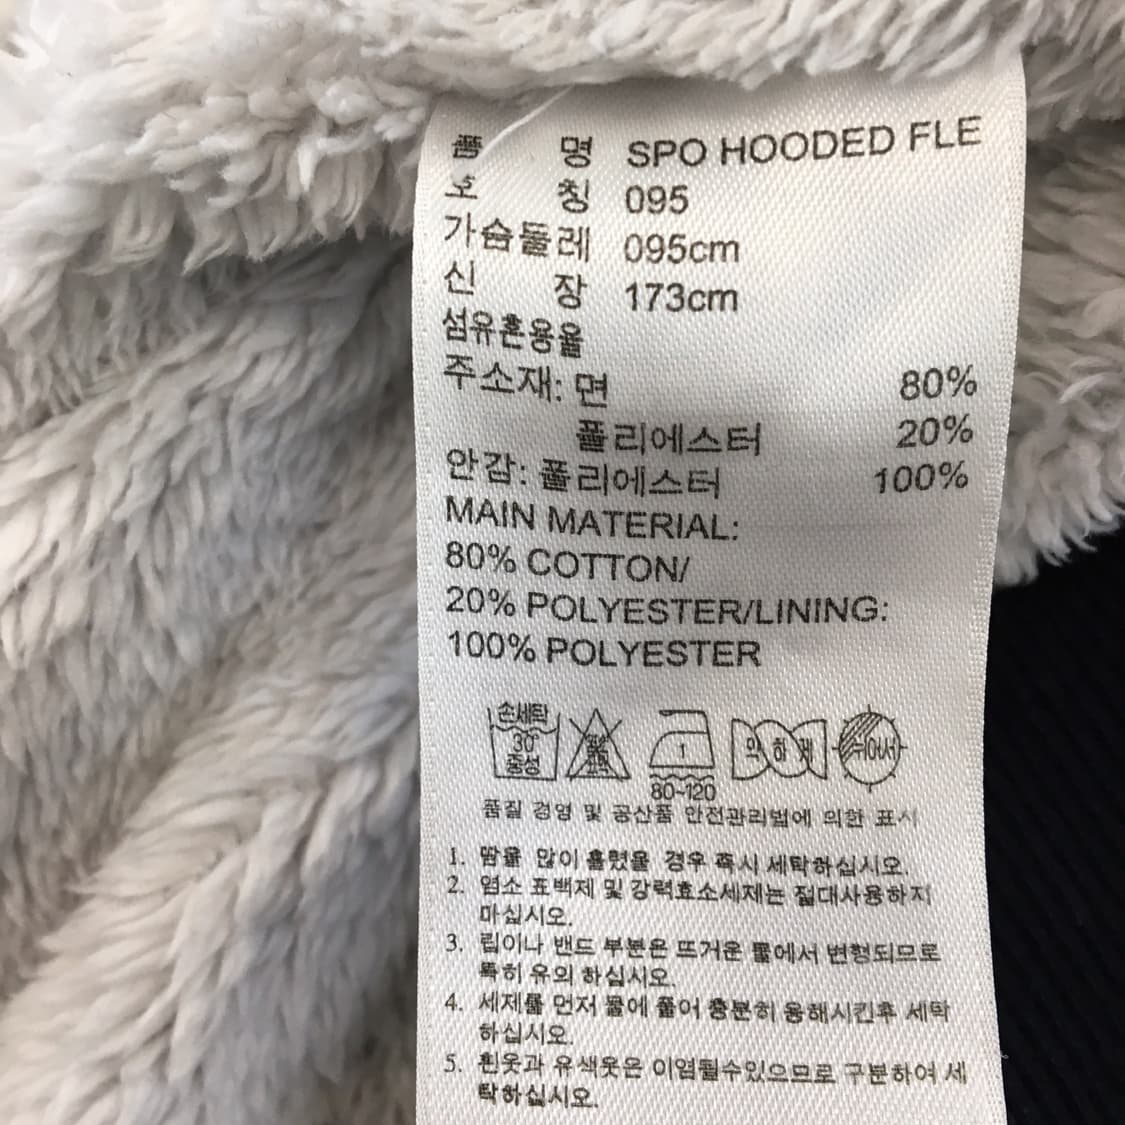 품 명 SPO HOODED FLE
호 칭 095
가슴둘레 095cm
신 장 173cm
섬유혼용율
주소재: 면 80%
폴리에스터 20%
안감: 폴리에스터 100%
MAIN MATERIAL:
80% COTTON/
20% POLYESTER/LINING:
100% POLYESTER
손세탁
30°
중성
1
80~120
약하게
뉘어서
품질 경영 및 공산품 안전관리법에 의한 표시
1. 땀을 많이 흘렸을 경우 즉시 세탁하십시오.
2. 염소 표백제 및 강력효소세제는 절대사용하지
마십시오.
3. 립이나 밴드 부분은 뜨거운 물에서 변형되므로
특히 유의 하십시오.
4. 세제를 먼저 물에 풀어 충분히 용해시킨후 세탁
하십시오.
5. 흰옷과 유색옷은 이염될수있으므로 구분하여 세
탁하십시오.